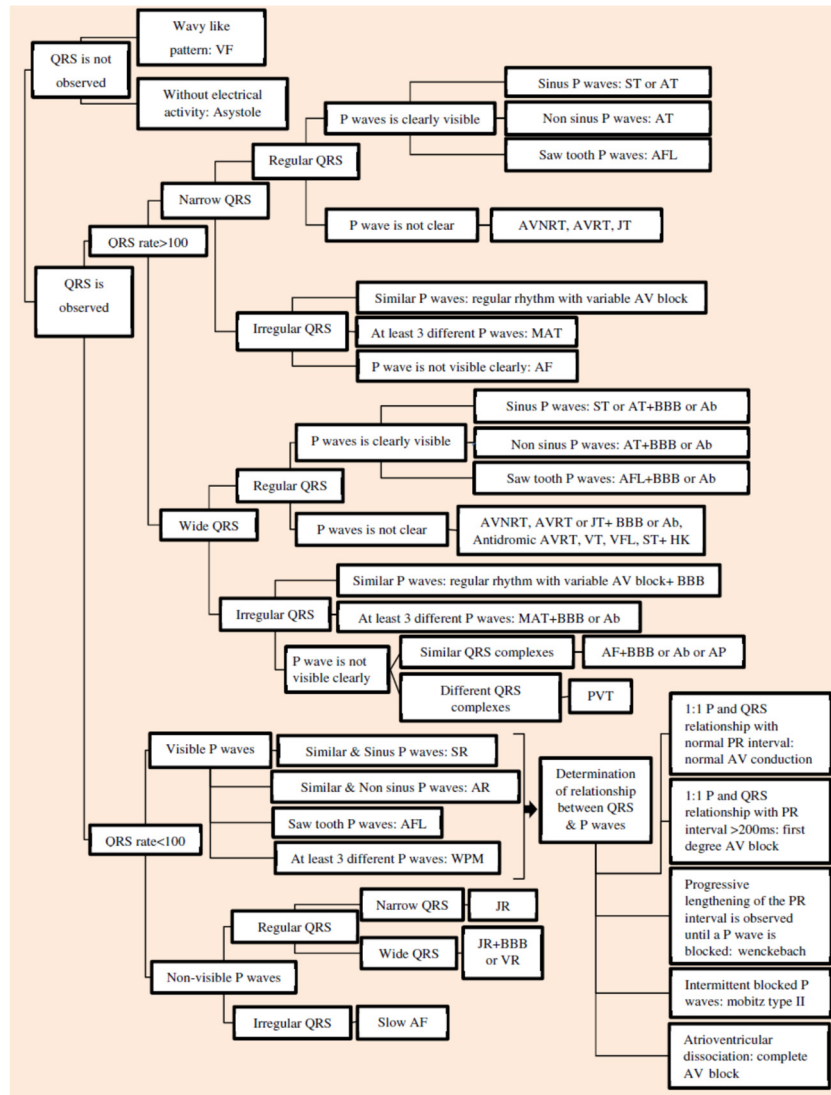 Wavy like
pattern: VF
QRS is not
observed
Without electrical
activity: Asystole
Sinus P waves: ST or AT
P waves is clearly visible
Non sinus P waves: AT
Regular QRS
Saw tooth P waves: AFL
Narrow QRS
P wave is not clear
AVNRT, AVRT, JT
QRS rate>100
QRS is
observed
Similar P waves: regular rhythm with variable AV block
Irregular QRS
At least 3 different P waves: MAT
P wave is not visible clearly: AF
Sinus P waves: ST or AT+BBB or Ab
P waves is clearly visible
Non sinus P waves: AT+BBB or Ab
Regular QRS
Saw tooth P waves: AFL+BBB or Ab
Wide QRS
P waves is not clear
AVNRT, AVRT or JT+ BBB or Ab,
Antidromic AVRT, VT, VFL, ST+ HK
Similar P waves: regular rhythm with variable AV block+ BBB
Irregular QRS
At least 3 different P waves: MAT+BBB or Ab
P wave is not
visible clearly
Similar QRS complexes
AF+BBB or Ab or AP
Different QRS
complexes
PVT
Visible P waves
Similar & Sinus P waves: SR
Similar & Non sinus P waves: AR
Saw tooth P waves: AFL
QRS rate<100
At least 3 different P waves: WPM
Narrow QRS
JR
Regular QRS
Wide QRS
JR+BBB
or VR
Non-visible P waves
Irregular QRS
Slow AF
Determination
of relationship
between QRS
& P waves
1:1 P and QRS
relationship with
normal PR interval:
normal AV conduction
1:1 P and QRS
relationship with PR
interval >200ms: first
degree AV block
Progressive
lengthening of the PR
interval is observed
until a P wave is
blocked: wenckebach
Intermittent blocked P
waves: mobitz type II
Atrioventricular
dissociation: complete
AV block